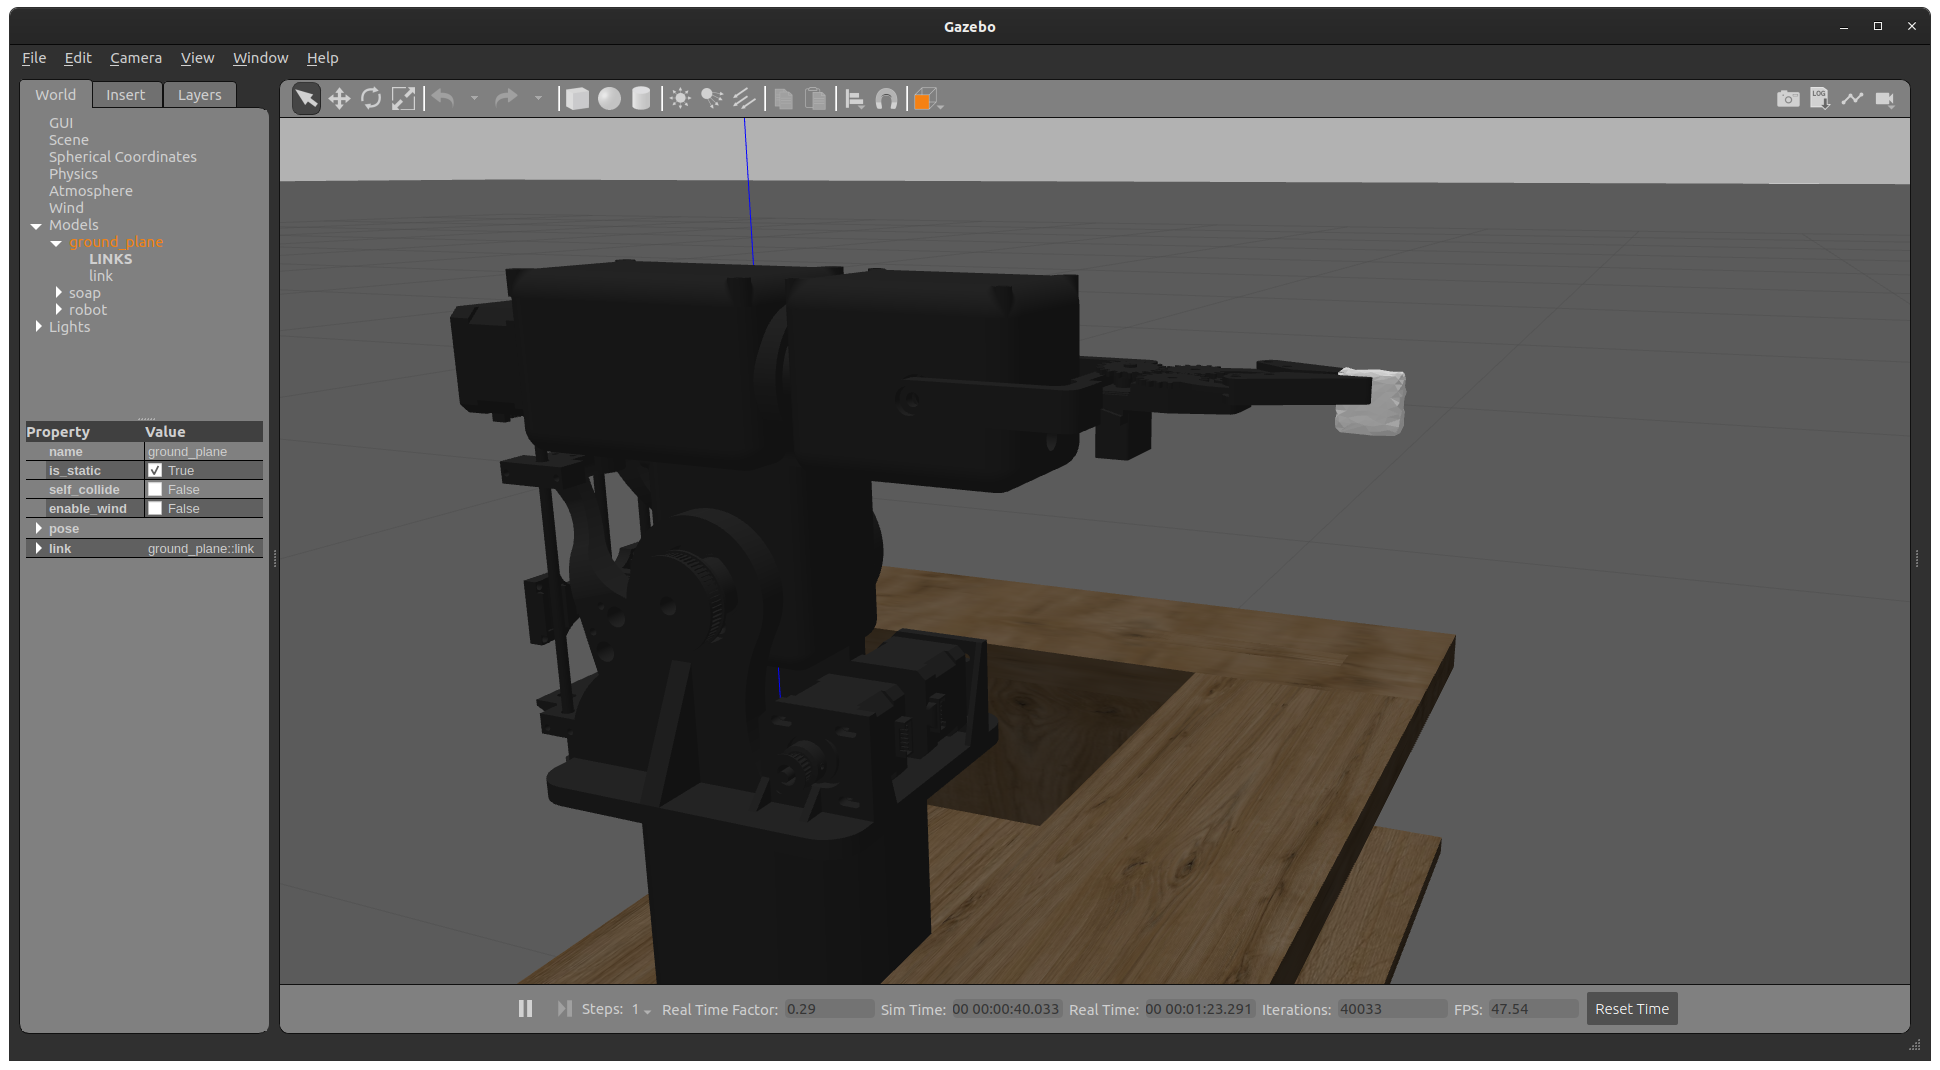 Gazebo
File Edit Camera View Window Help
World Insert Layers
GUI
Scene
Spherical Coordinates
Physics
Atmosphere
Wind
Models
ground_plane
LINKS
link
soap
robot
Lights
LOG
Property Value
name ground_plane
is_static True
self_collide False
enable_wind False
pose
link ground_plane::link
Steps: 1 Real Time Factor: 0.29 Sim Time: 00 00:00:40.033 Real Time: 00 00:01:23.291 Iterations: 40033 FPS: 47.54 Reset Time